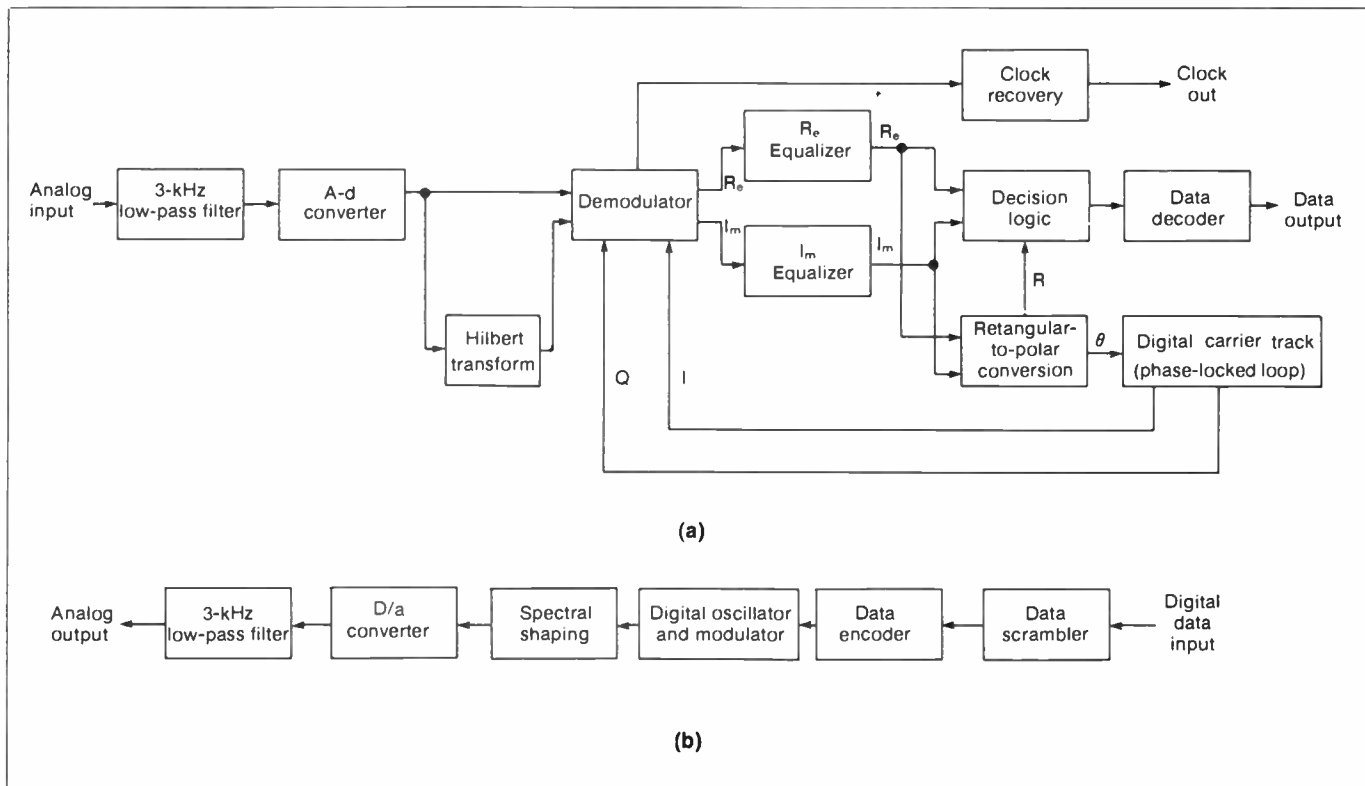 Clock
recovery
Clock
out
Re
Equalizer
Re
Analog
input
3-kHz
low-pass filter
A-d
converter
Demodulator
Re
Im
Im
Equalizer
Im
Decision
logic
Data
decoder
Data
output
Hilbert
transform
R
Retangular-
to-polar
conversion
θ
Digital carrier track
(phase-locked loop)
Q
I
(a)
Analog
output
3-kHz
low-pass filter
D/a
converter
Spectral
shaping
Digital oscillator
and modulator
Data
encoder
Data
scrambler
Digital
data
input
(b)